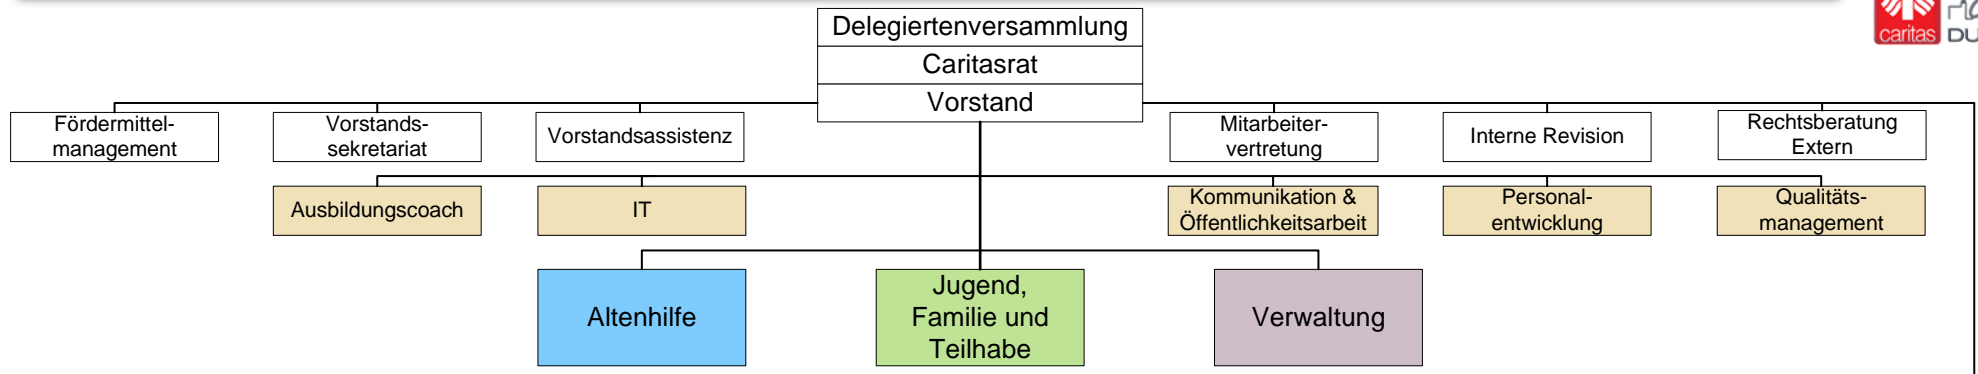 Delegiertenversammlung
Caritasrat
Vorstand
caritas
DU
Fördermittel-
management
Vorstands-
sekretariat
Vorstandsassistenz
Mitarbeiter-
vertretung
Interne Revision
Rechtsberatung
Extern
Ausbildungscoach
IT
Kommunikation &
Öffentlichkeitsarbeit
Personal-
entwicklung
Qualitäts-
management
Altenhilfe
Jugend,
Familie und
Teilhabe
Verwaltung